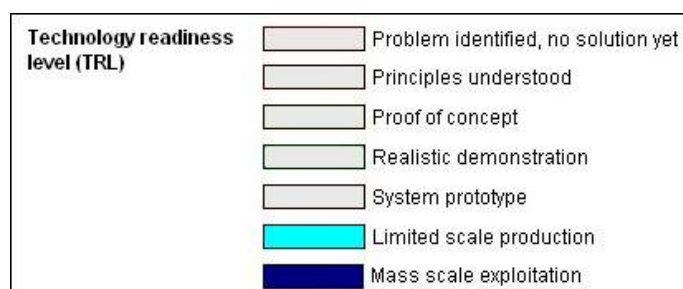 Technology readiness
level (TRL)
Problem identified, no solution yet
Principles understood
Proof of concept
Realistic demonstration
System prototype
Limited scale production
Mass scale exploitation